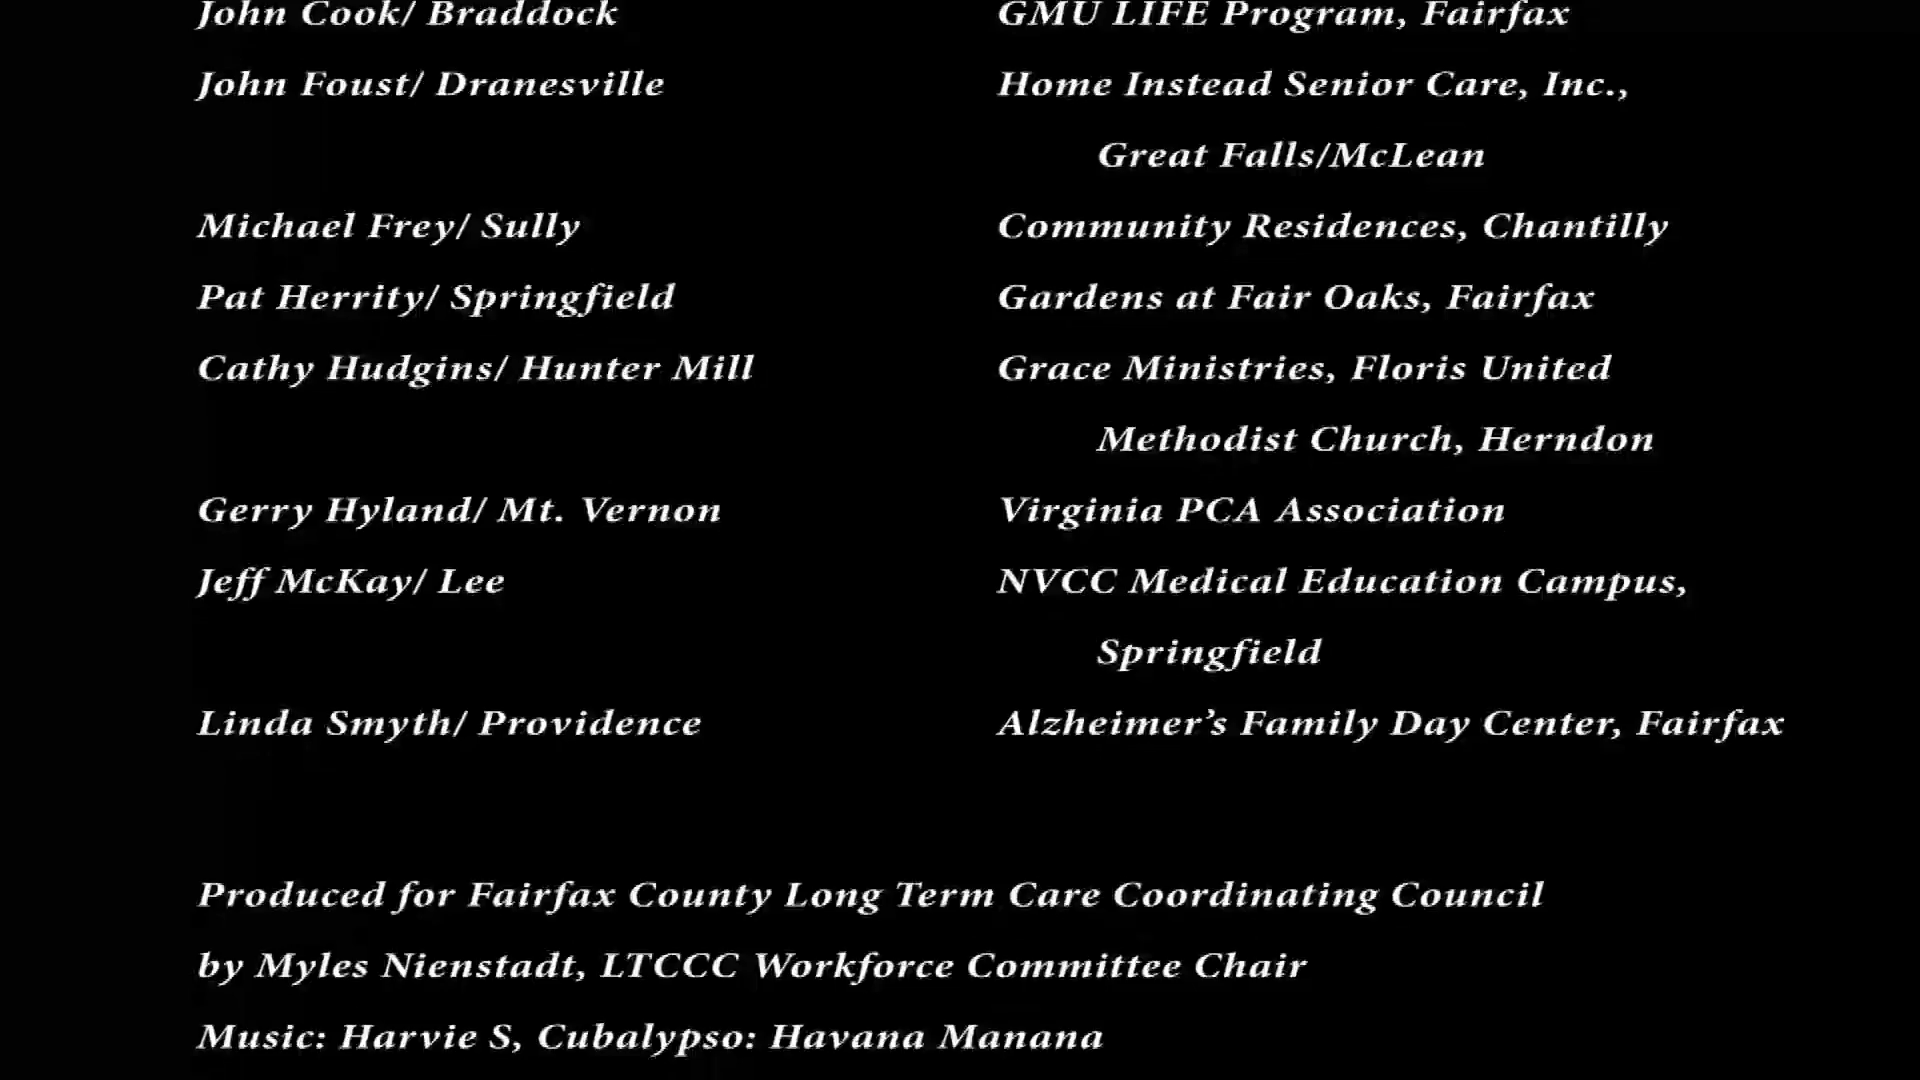 John Cook/ Braddock GMU LIFE Program, Fairfax
John Foust/ Dranesville Home Instead Senior Care, Inc.,
Great Falls/McLean
Michael Frey/ Sully Community Residences, Chantilly
Pat Herrity/ Springfield Gardens at Fair Oaks, Fairfax
Cathy Hudgins/ Hunter Mill Grace Ministries, Floris United
Methodist Church, Herndon
Gerry Hyland/ Mt. Vernon Virginia PCA Association
Jeff McKay/ Lee NVCC Medical Education Campus,
Springfield
Linda Smyth/ Providence Alzheimer’s Family Day Center, Fairfax
Produced for Fairfax County Long Term Care Coordinating Council
by Myles Nienstadt, LTCCC Workforce Committee Chair
Music: Harvie S, Cubalypso: Havana Manana